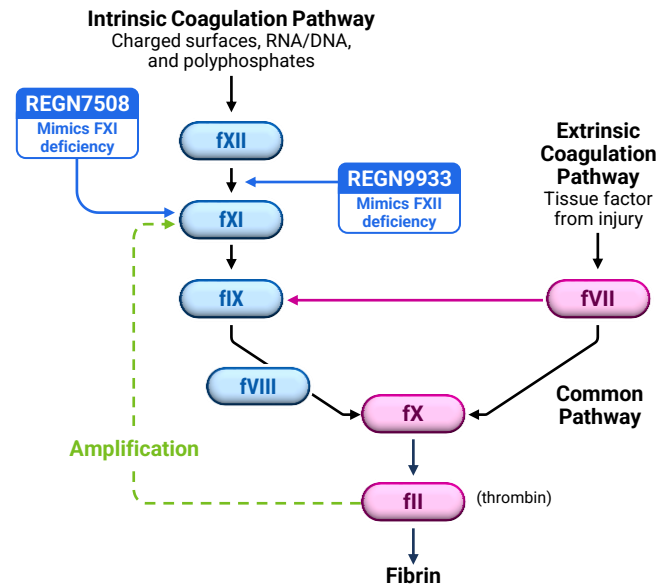 Intrinsic Coagulation Pathway
Charged surfaces, RNA/DNA,
and polyphosphates
REGN7508
Mimics FXI
deficiency
fXII
REGN9933
Mimics FXII
deficiency
Extrinsic
Coagulation
Pathway
Tissue factor
from injury
fXI
fIX
fVII
fVIII
fX
Common
Pathway
Amplification
fII
(thrombin)
Fibrin